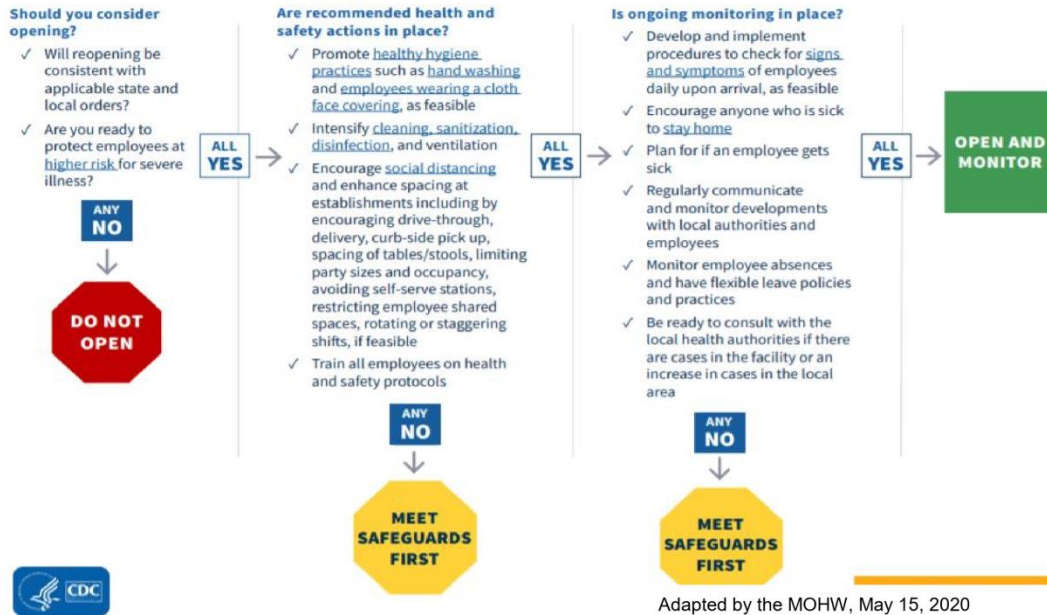 Should you consider
opening?
✓ Will reopening be
consistent with
applicable state and
local orders?
✓ Are you ready to
protect employees at
higher risk for severe
illness?
ANY
NO
DO NOT
OPEN
ALL
YES
Are recommended health and
safety actions in place?
✓ Promote healthy hygiene
practices such as hand washing
and employees wearing a cloth
face covering, as feasible
✓ Intensify cleaning, sanitization,
disinfection, and ventilation
✓ Encourage social distancing
and enhance spacing at
establishments including by
encouraging drive-through,
delivery, curb-side pick up,
spacing of tables/stools, limiting
party sizes and occupancy,
avoiding self-serve stations,
restricting employee shared
spaces, rotating or staggering
shifts, if feasible
✓ Train all employees on health
and safety protocols
ANY
NO
MEET
SAFEGUARDS
FIRST
ALL
YES
Is ongoing monitoring in place?
✓ Develop and implement
procedures to check for signs
and symptoms of employees
daily upon arrival, as feasible
✓ Encourage anyone who is sick
to stay home
✓ Plan for if an employee gets
sick
✓ Regularly communicate
and monitor developments
with local authorities and
employees
✓ Monitor employee absences
and have flexible leave policies
and practices
✓ Be ready to consult with the
local health authorities if there
are cases in the facility or an
increase in cases in the local
area
ANY
NO
MEET
SAFEGUARDS
FIRST
ALL
YES
OPEN AND
MONITOR
CDC
Adapted by the MOHW, May 15, 2020